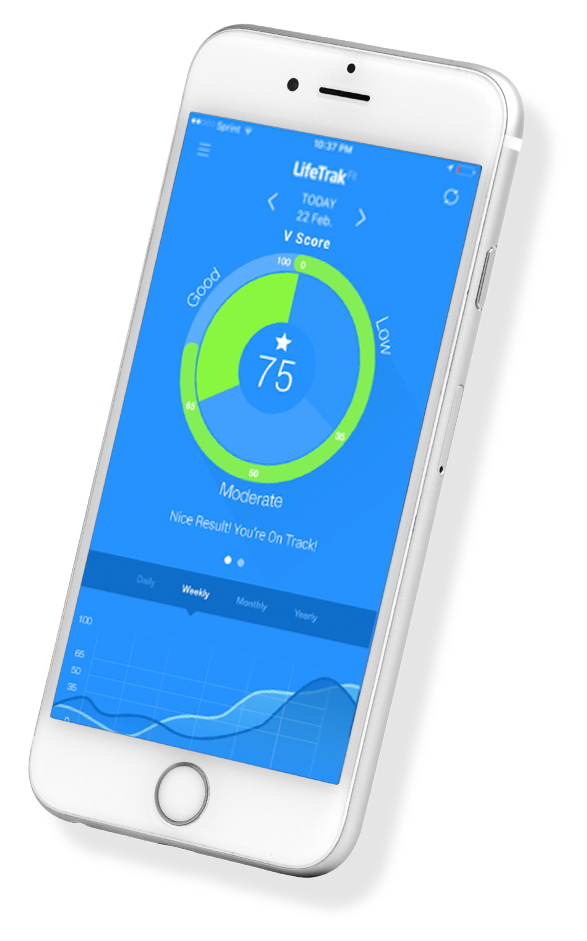 Sprint 10:37 PM
LifeTrak Fit
TODAY
22 Feb.
V Score
100 0
Good
Low
75
65
35
50
Moderate
Nice Result! You're On Track!
Daily Weekly Monthly Yearly
100
65
50
35
0